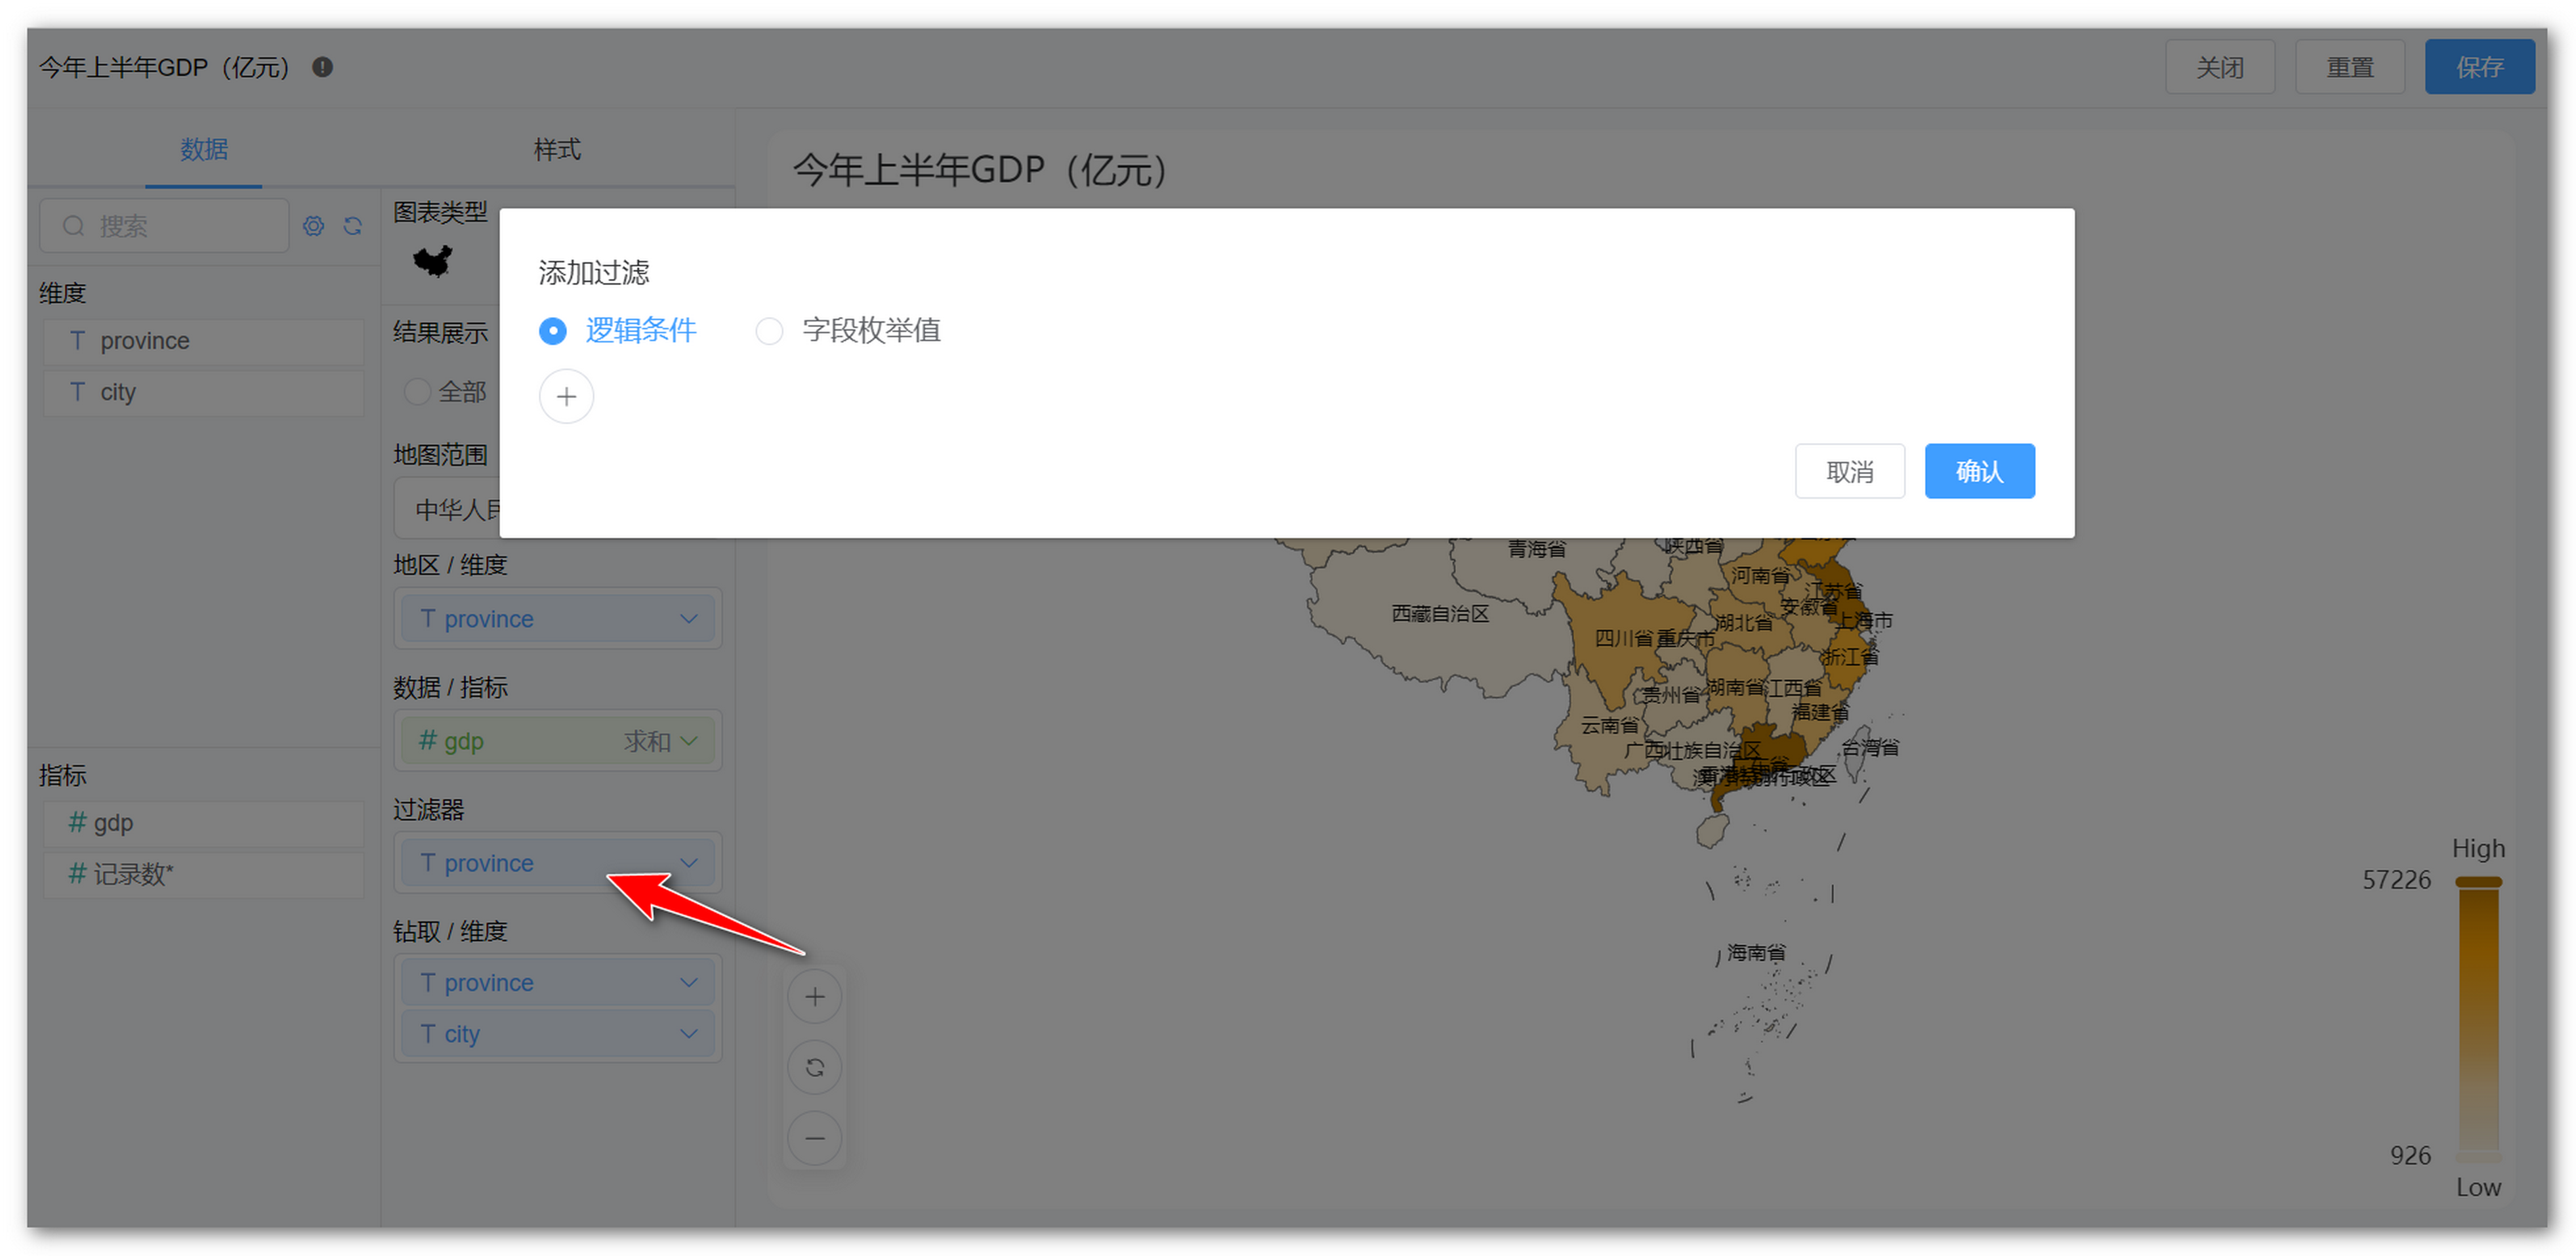 今年上半年GDP（亿元）
关闭
重置
保存
数据
样式
搜索
维度
T province
T city
指标
# gdp
# 记录数*
图表类型
结果展示
全部
地图范围
中华人民
地区 / 维度
T province
数据 / 指标
# gdp 求和
过滤器
T province
钻取 / 维度
T province
T city
今年上半年GDP（亿元）
添加过滤
逻辑条件
字段枚举值
取消
确认
青海省
陕西省
河南省
江苏省
安徽省
西藏自治区
湖北省
上海市
四川省
重庆市
浙江省
贵州省
湖南省
江西省
福建省
云南省
广西壮族自治区
台湾省
海南省
High
57226
926
Low